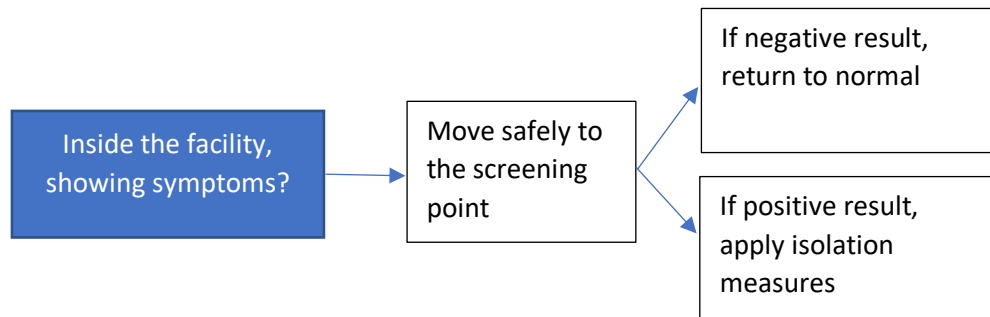 Inside the facility,
showing symptoms?
Move safely to
the screening
point
If negative result,
return to normal
If positive result,
apply isolation
measures